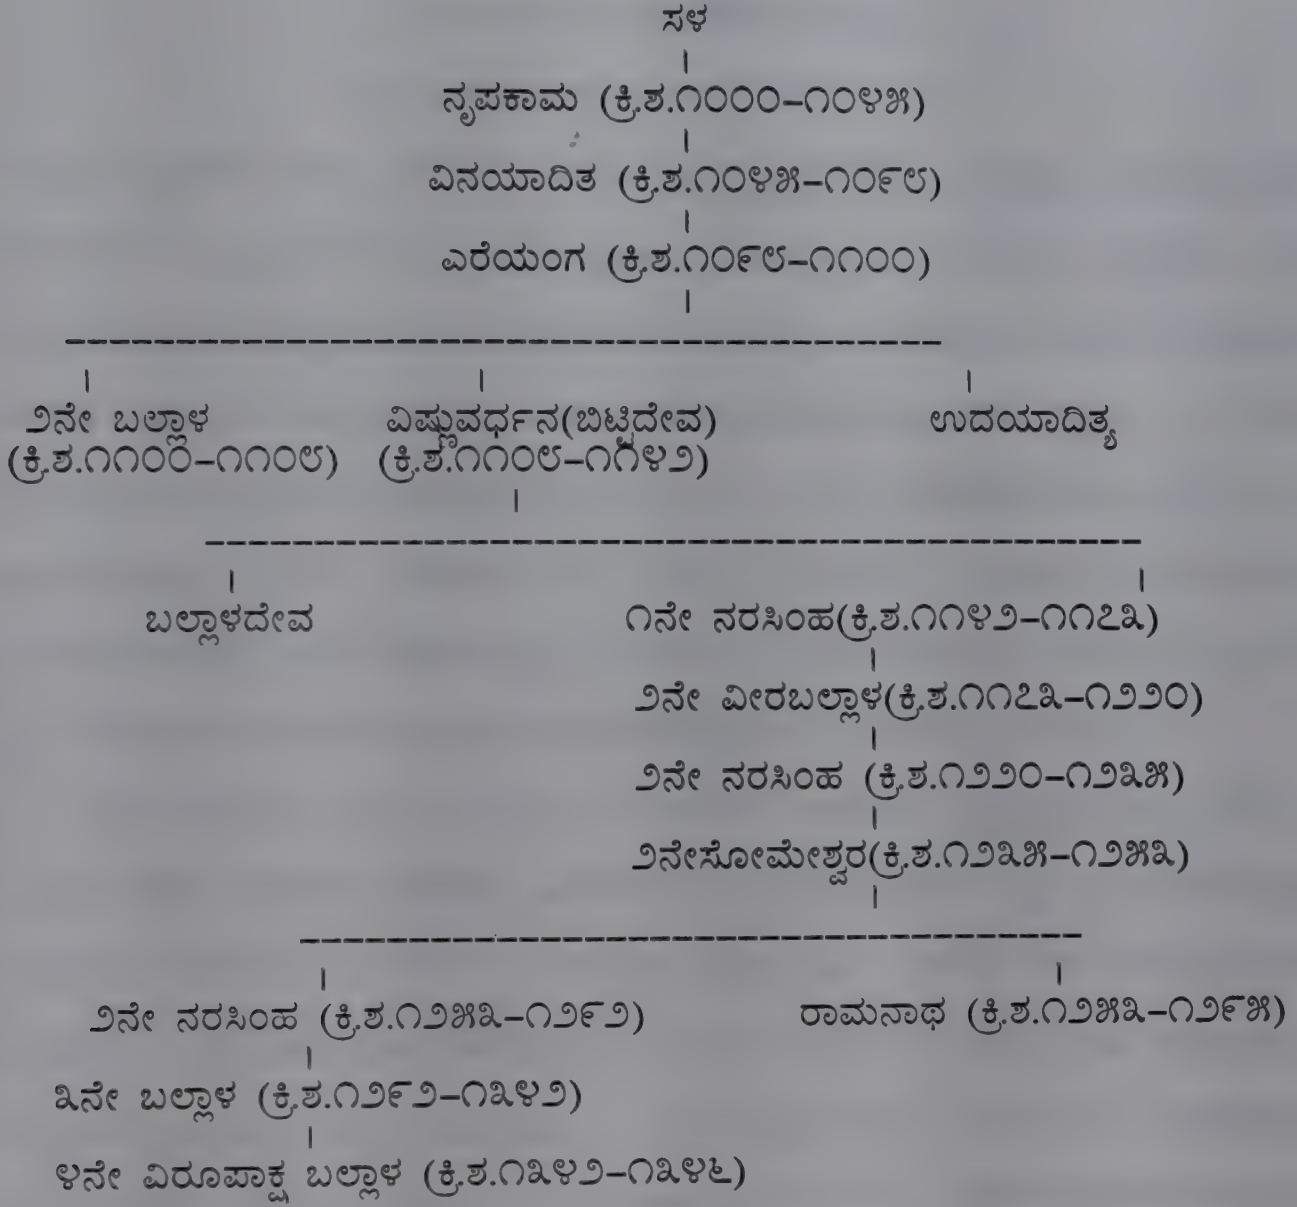 ಸಳ
ನೃಪಕಾಮ (ಕ್ರಿ.ಶ.೧೦೦೦–೧೦೪೫)
ವಿನಯಾದಿತ (ಕ್ರಿ.ಶ.೧೦೪೫–೧೦೯೮)
ಎರೆಯಂಗ (ಕ್ರಿ.ಶ.೧೦೯೮–೧೧೦೦)
೨ನೇ ಬಲ್ಲಾಳ ವಿಷ್ಣುವರ್ಧನ(ಬಿಟ್ಟಿದೇವ) ಉದಯಾದಿತ್ಯ
(ಕ್ರಿ.ಶ.೧೧೦೦–೧೧೦೮) (ಕ್ರಿ.ಶ.೧೧೦೮–೧೧೪೨)
ಬಲ್ಲಾಳದೇವ ೧ನೇ ನರಸಿಂಹ(ಕ್ರಿ.ಶ.೧೧೪೨–೧೧೭೩)
೨ನೇ ವೀರಬಲ್ಲಾಳ(ಕ್ರಿ.ಶ.೧೧೭೩–೧೨೨೦)
೨ನೇ ನರಸಿಂಹ (ಕ್ರಿ.ಶ.೧೨೨೦–೧೨೩೫)
೨ನೇಸೋಮೇಶ್ವರ(ಕ್ರಿ.ಶ.೧೨೩೫–೧೨೫೩)
೨ನೇ ನರಸಿಂಹ (ಕ್ರಿ.ಶ.೧೨೫೩–೧೨೯೨) ರಾಮನಾಥ (ಕ್ರಿ.ಶ.೧೨೫೩–೧೨೯೫)
೩ನೇ ಬಲ್ಲಾಳ (ಕ್ರಿ.ಶ.೧೨೯೨–೧೩೪೨)
೪ನೇ ವಿರೂಪಾಕ್ಷ ಬಲ್ಲಾಳ (ಕ್ರಿ.ಶ.೧೩೪೨–೧೩೪೬)